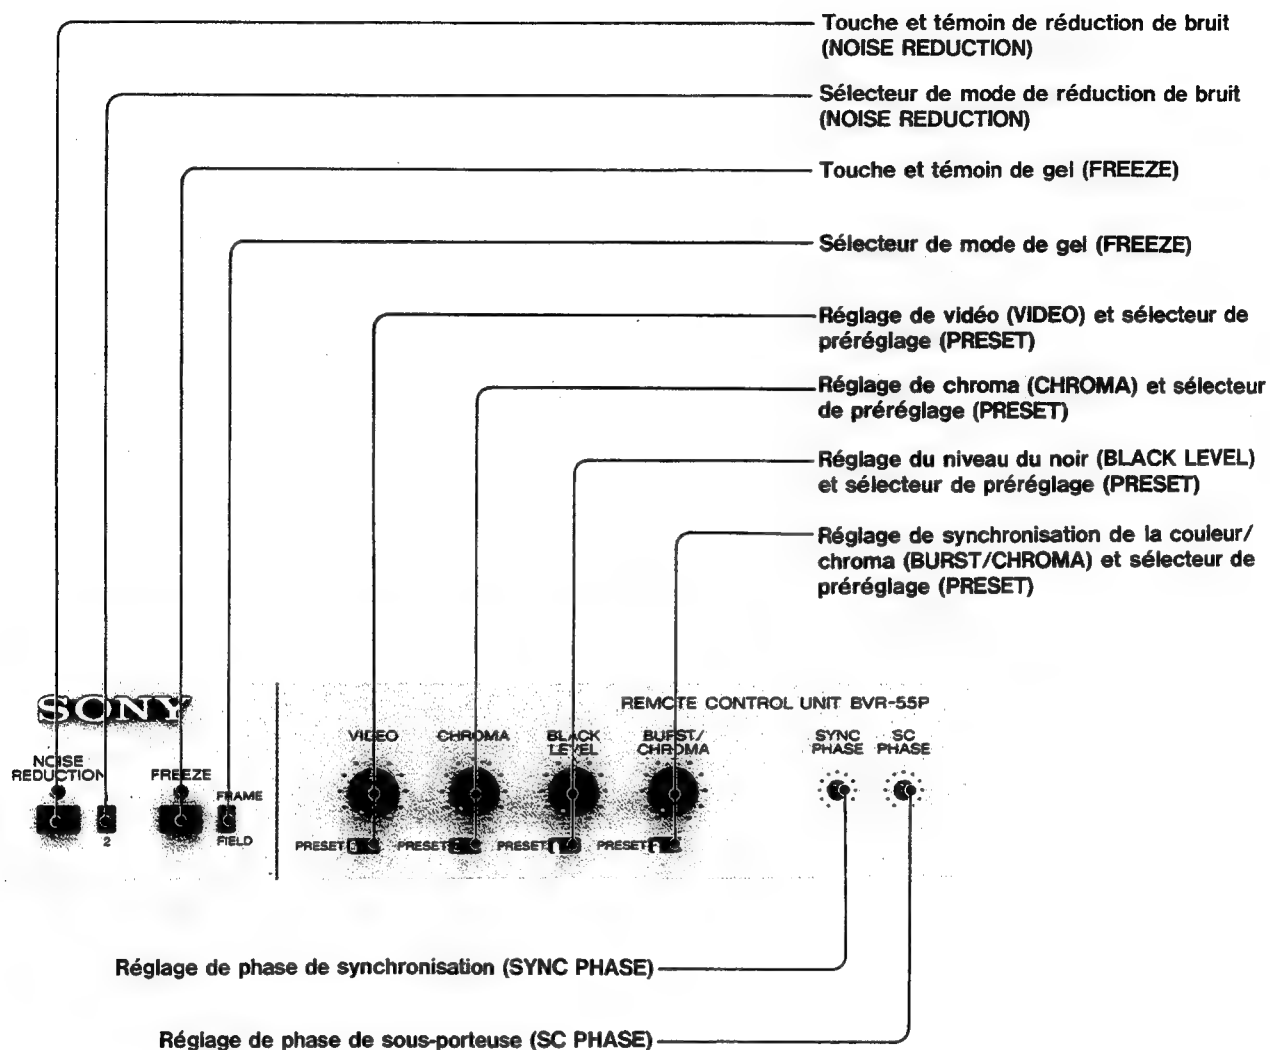 Touche et témoin de réduction de bruit
(NOISE REDUCTION)
Sélecteur de mode de réduction de bruit
(NOISE REDUCTION)
Touche et témoin de gel (FREEZE)
Sélecteur de mode de gel (FREEZE)
Réglage de vidéo (VIDEO) et sélecteur de
préréglage (PRESET)
Réglage de chroma (CHROMA) et sélecteur
de préréglage (PRESET)
Réglage du niveau du noir (BLACK LEVEL)
et sélecteur de préréglage (PRESET)
Réglage de synchronisation de la couleur/
chroma (BURST/CHROMA) et sélecteur de
préréglage (PRESET)
SONY
REMOTE CONTROL UNIT BVR-55P
NOISE
REDUCTION
2
FREEZE
FRAME
FIELD
VIDEO
CHROMA
BLACK
LEVEL
BURST/
CHROMA
SYNC
PHASE
SC
PHASE
PRESET
PRESET
PRESET
PRESET
Réglage de phase de synchronisation (SYNC PHASE)
Réglage de phase de sous-porteuse (SC PHASE)